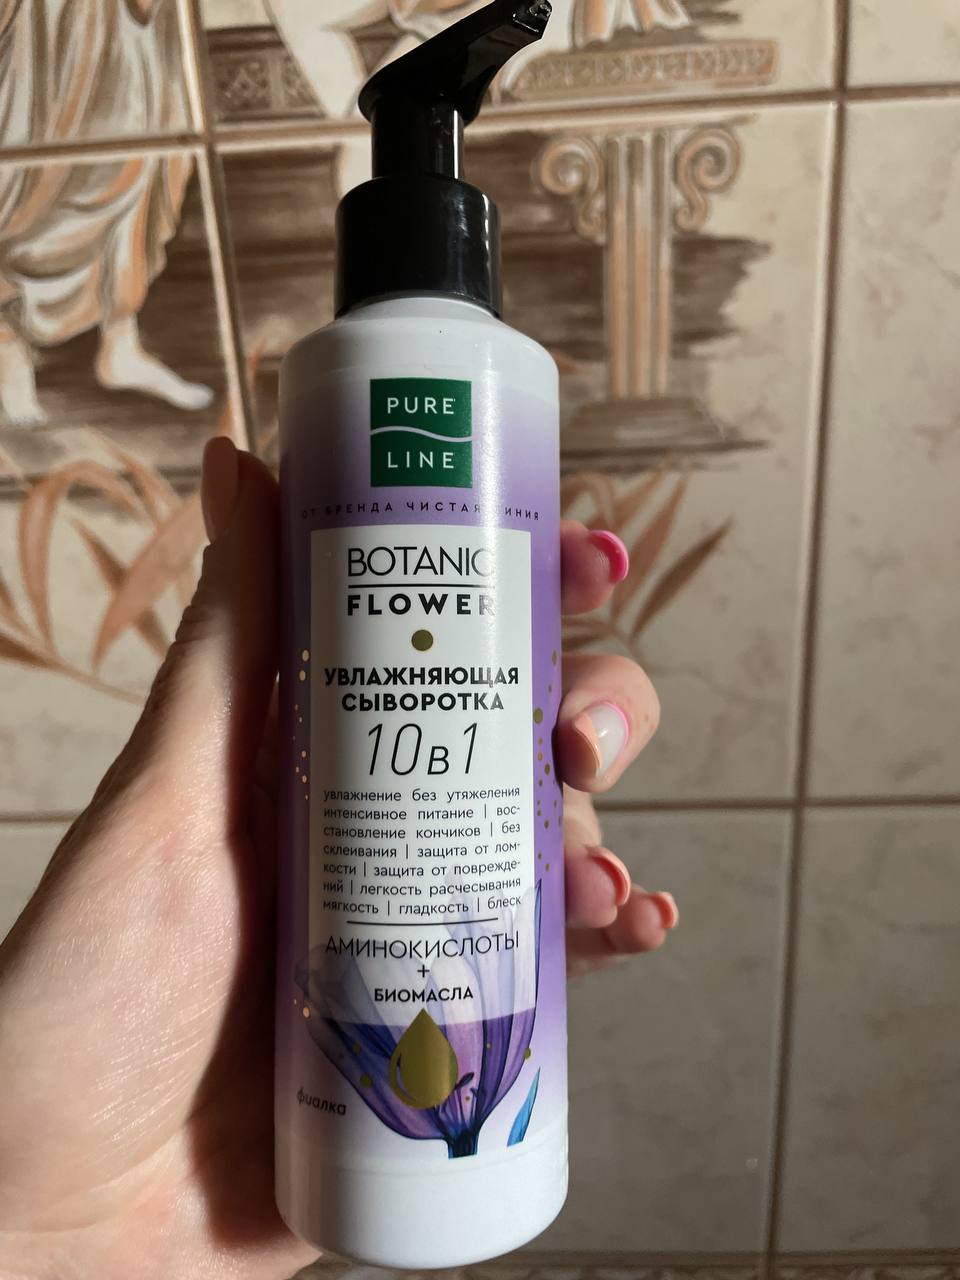 PURE
LINE
ОТ БРЕНДА ЧИСТАЯ ЛИНИЯ
BOTANIC
FLOWER
УВЛАЖНЯЮЩАЯ
СЫВОРОТКА
10в1
увлажнение без утяжеления
интенсивное питание | вос-
становление кончиков | без
склеивания | защита от лом-
кости | защита от поврежде-
ний | легкость расчесывания
мягкость | гладкость | блеск
АМИНОКИСЛОТЫ
+
БИОМАСЛА
фиалка